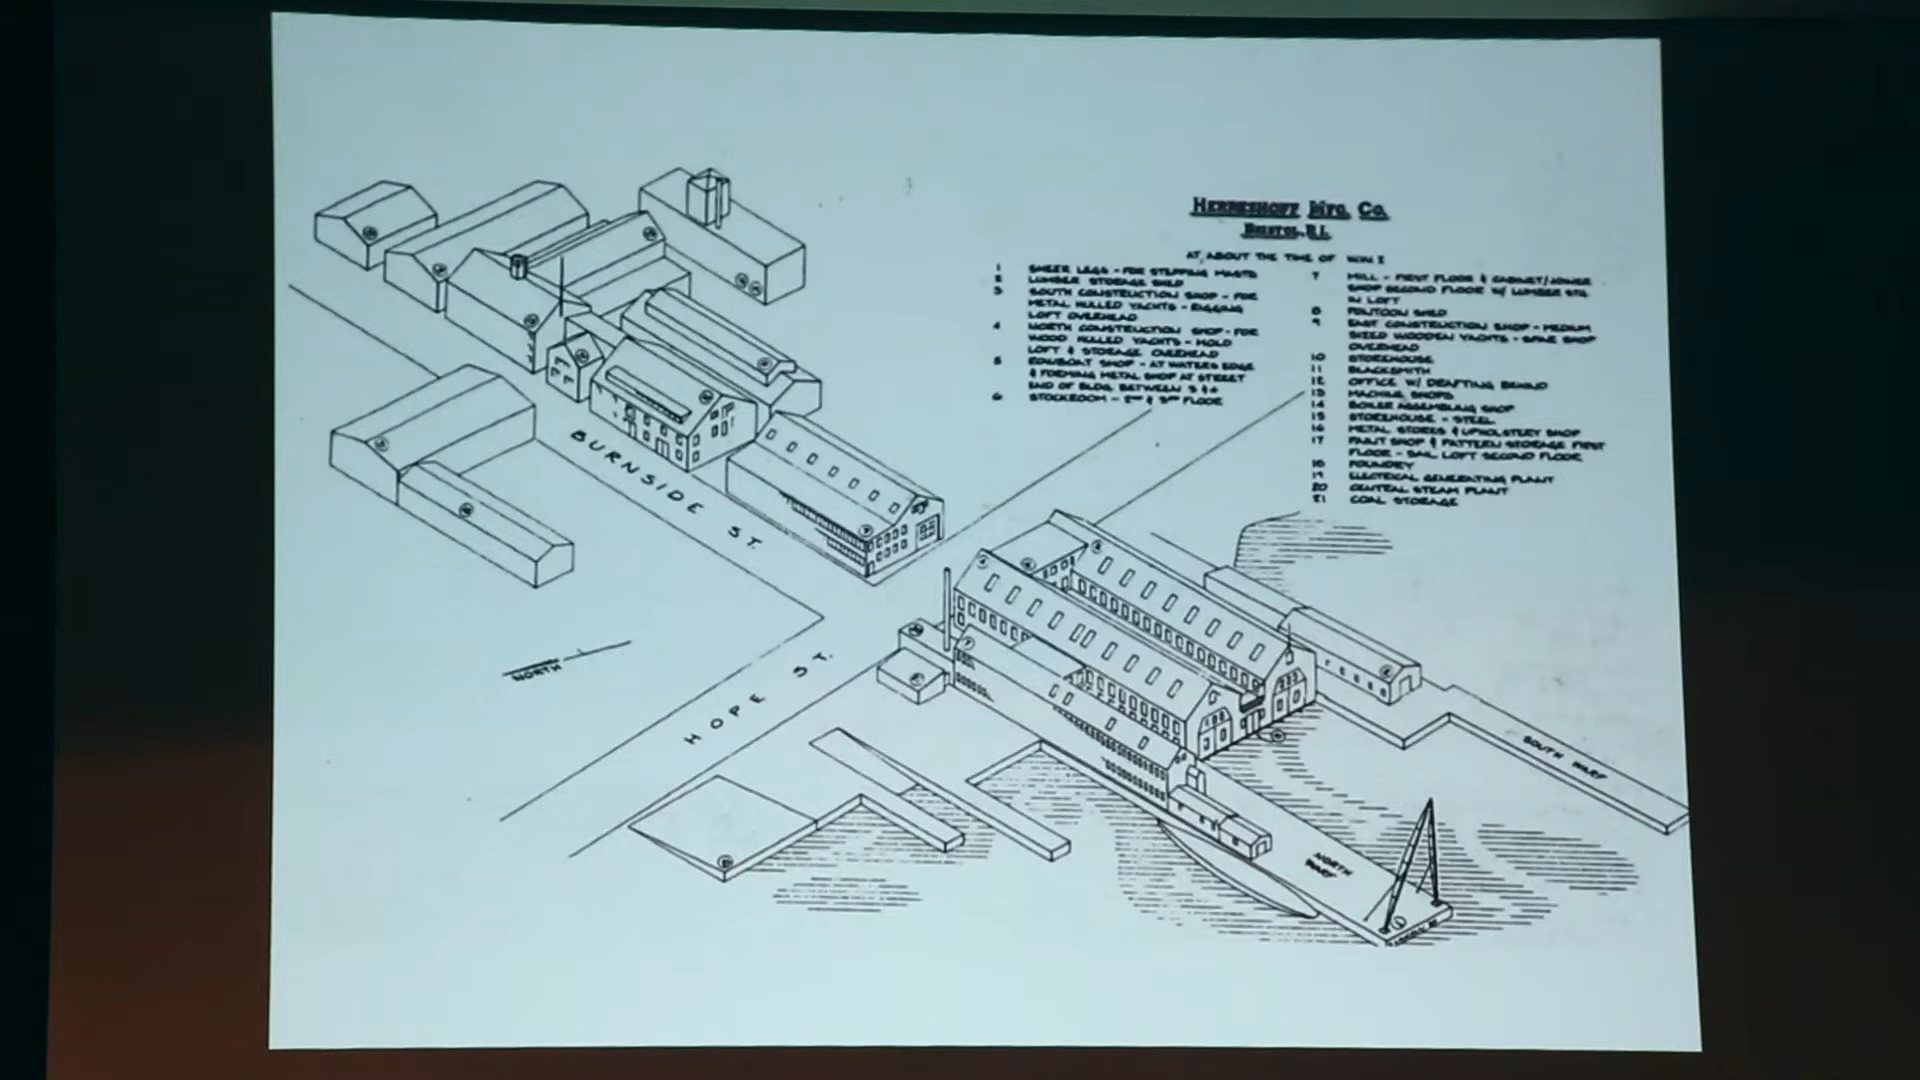 HERRESHOFF MFG. CO.
BRISTOL, R.I.
AT ABOUT THE TIME OF WW I
1 SHEER LEGS - FOR STEPPING MASTS
2 LUMBER STORAGE SHED
3 SOUTH CONSTRUCTION SHOP - FOR
METAL HULLED YACHTS - RIGGING
LOFT OVERHEAD
4 NORTH CONSTRUCTION SHOP - FOR
WOOD HULLED YACHTS - MOLD
LOFT & STORAGE OVERHEAD
5 ROWBOAT SHOP - AT WATERS EDGE
& FORMING METAL SHOP AT STREET
END OF BLDG. BETWEEN 3 & 4
6 STOCKROOM - 2ND & 3RD FLOOR
7 MILL - FIRST FLOOR & CABINET/JOINER
SHOP SECOND FLOOR W/ LUMBER STG.
IN LOFT
8 PONTOON SHED
9 EAST CONSTRUCTION SHOP - MEDIUM
SIZED WOODEN YACHTS - SPAR SHOP
OVERHEAD
10 STOREHOUSE
11 BLACKSMITH
12 OFFICE W/ DRAFTING BEHIND
13 MACHINE SHOPS
14 BOILER ASSEMBLING SHOP
15 STOREHOUSE - STEEL
16 METAL STORES & UPHOLSTERY SHOP
17 PAINT SHOP & PATTERN STORAGE FIRST
FLOOR - SAIL LOFT SECOND FLOOR
18 FOUNDRY
19 ELECTRICAL GENERATING PLANT
20 CENTRAL STEAM PLANT
21 COAL STORAGE
BURNSIDE ST.
NORTH
HOPE ST.
SOUTH WARF
NORTH
WARF